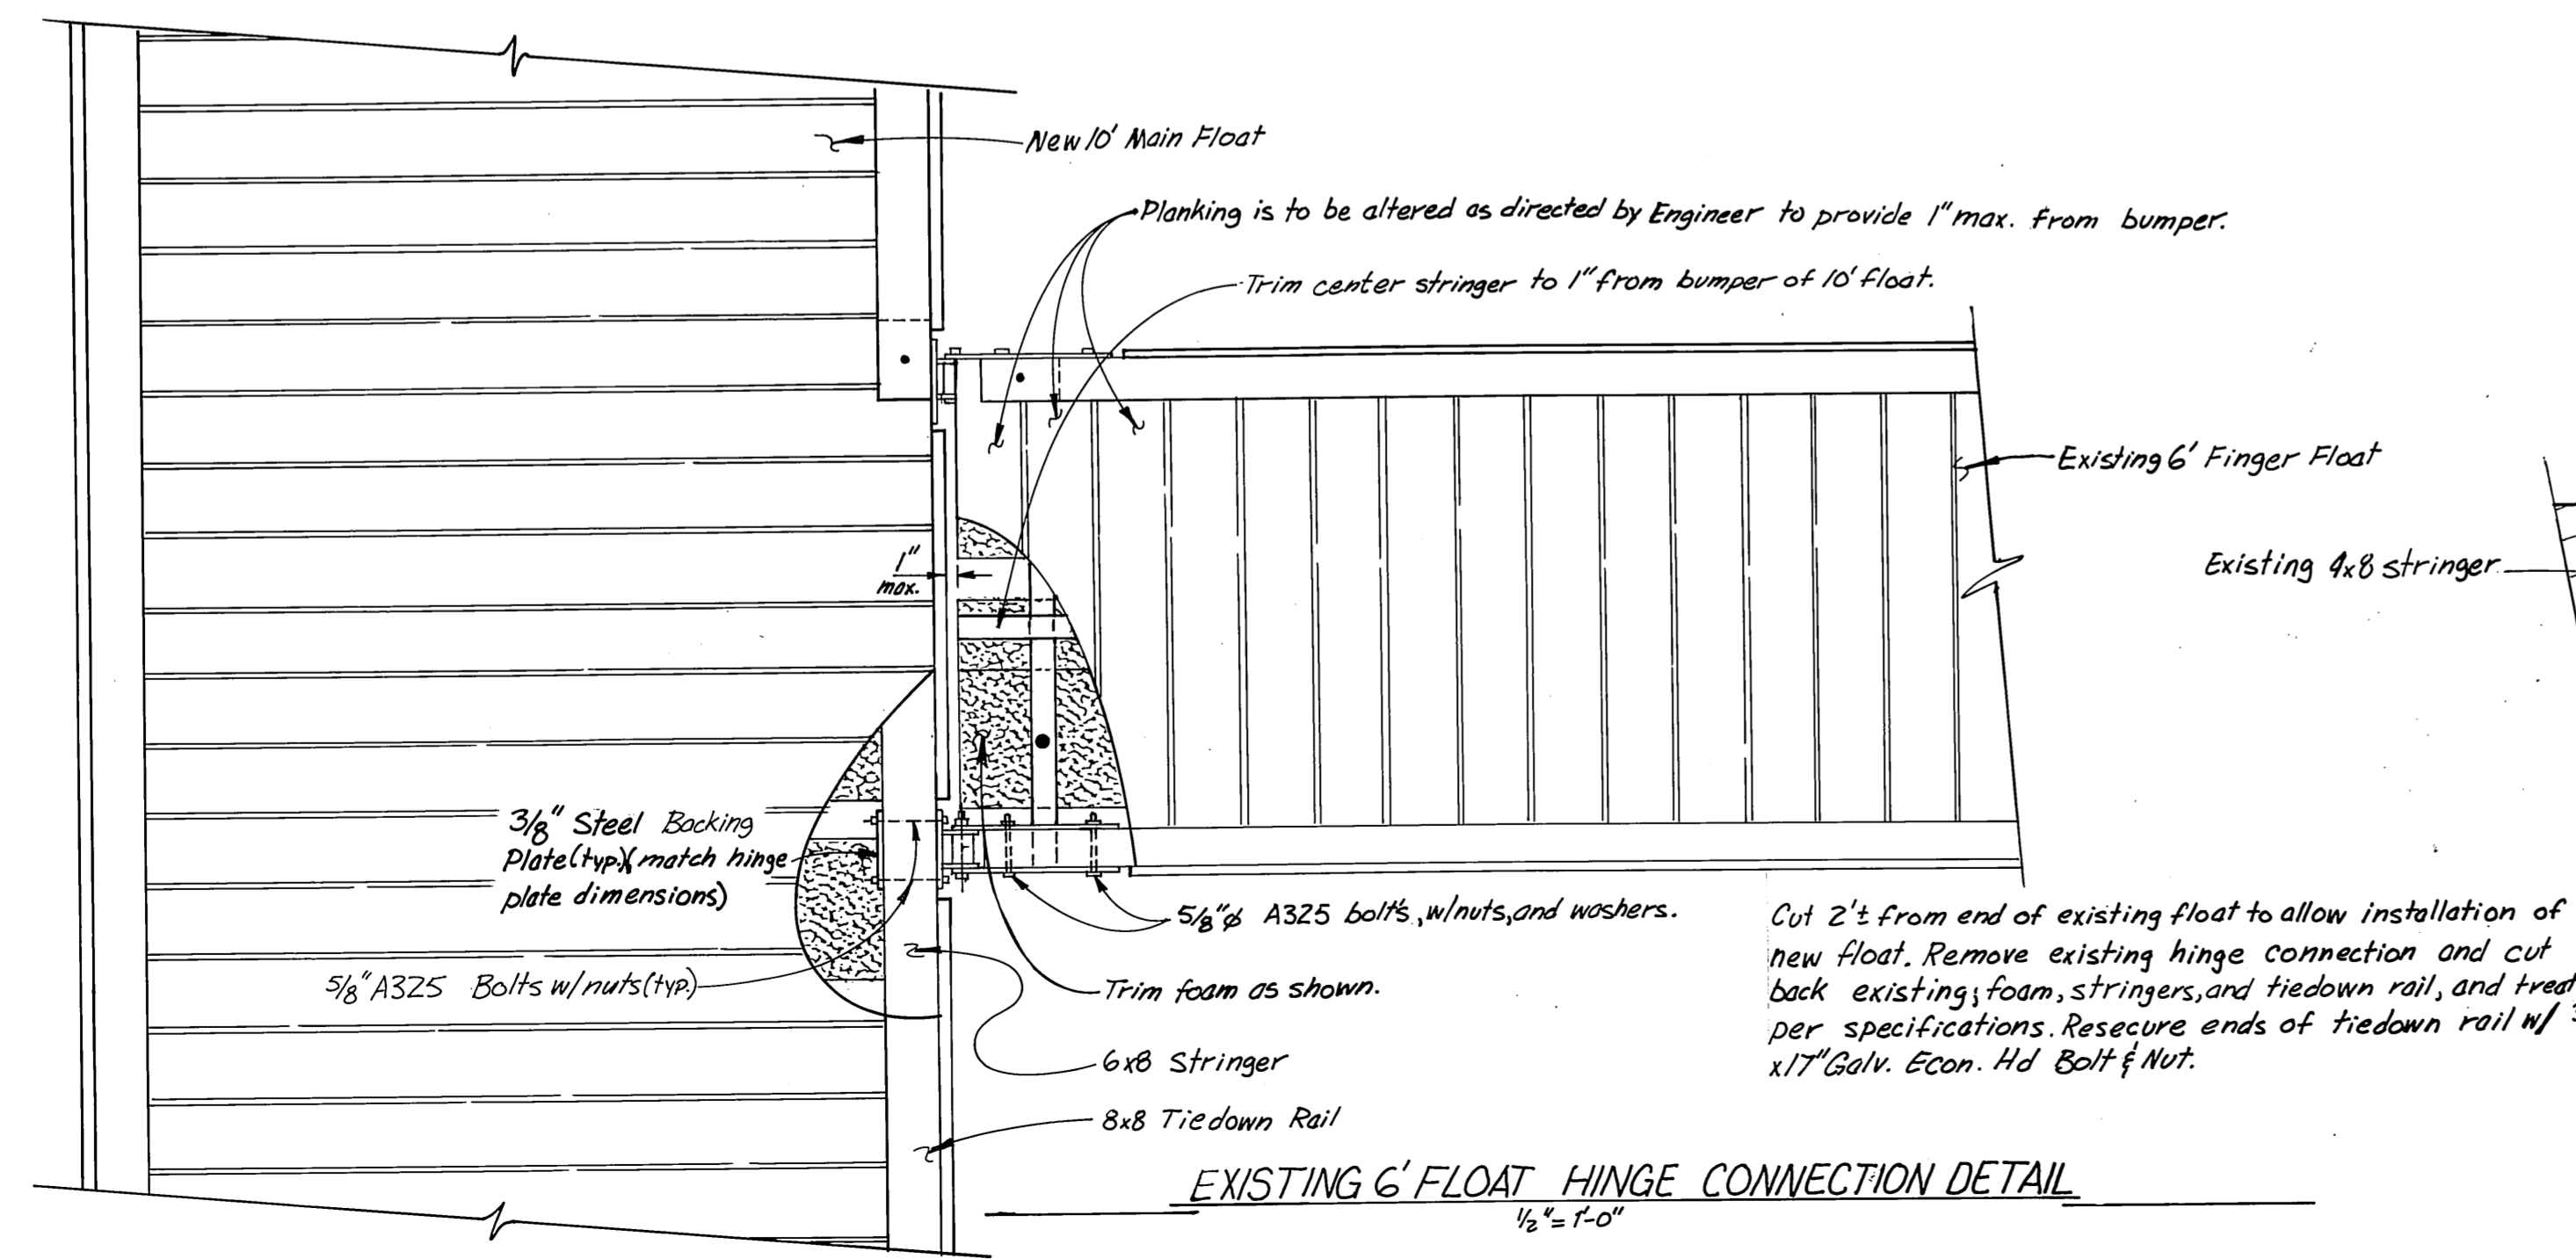 New 10' Main Float
Planking is to be altered as directed by Engineer to provide 1" max. from bumper.
Trim center stringer to 1" from bumper of 10' float.
Existing 6' Finger Float
Existing 4x8 stringer
1"
max.
3/8" Steel Backing
Plate (typ.)(match hinge
plate dimensions)
5/8" A325 Bolts w/nuts (typ.)
5/8"ϕ A325 bolt's, w/nuts, and washers.
Trim foam as shown.
6x8 Stringer
8x8 Tiedown Rail
Cut 2'± from end of existing float to allow installation of
new float. Remove existing hinge connection and cut
back existing; foam, stringers, and tiedown rail, and treat
per specifications. Resecure ends of tiedown rail w/
x17" Galv. Econ. Hd Bolt & Nut.
EXISTING 6' FLOAT HINGE CONNECTION DETAIL
1/2" = 1'-0"